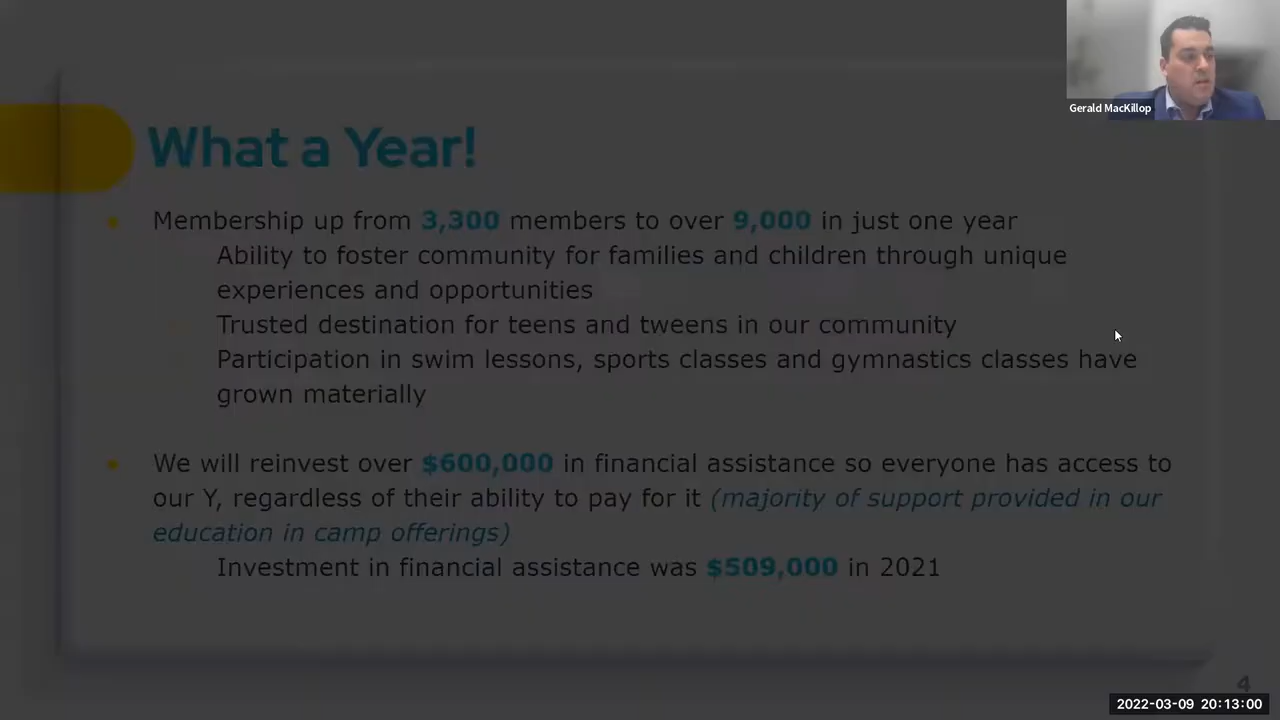 Gerald MacKillop
What a Year!
Membership up from 3,300 members to over 9,000 in just one year
Ability to foster community for families and children through unique
experiences and opportunities
Trusted destination for teens and tweens in our community
Participation in swim lessons, sports classes and gymnastics classes have
grown materially
We will reinvest over $600,000 in financial assistance so everyone has access to
our Y, regardless of their ability to pay for it (majority of support provided in our
education in camp offerings)
Investment in financial assistance was $509,000 in 2021
4
2022-03-09 20:13:00